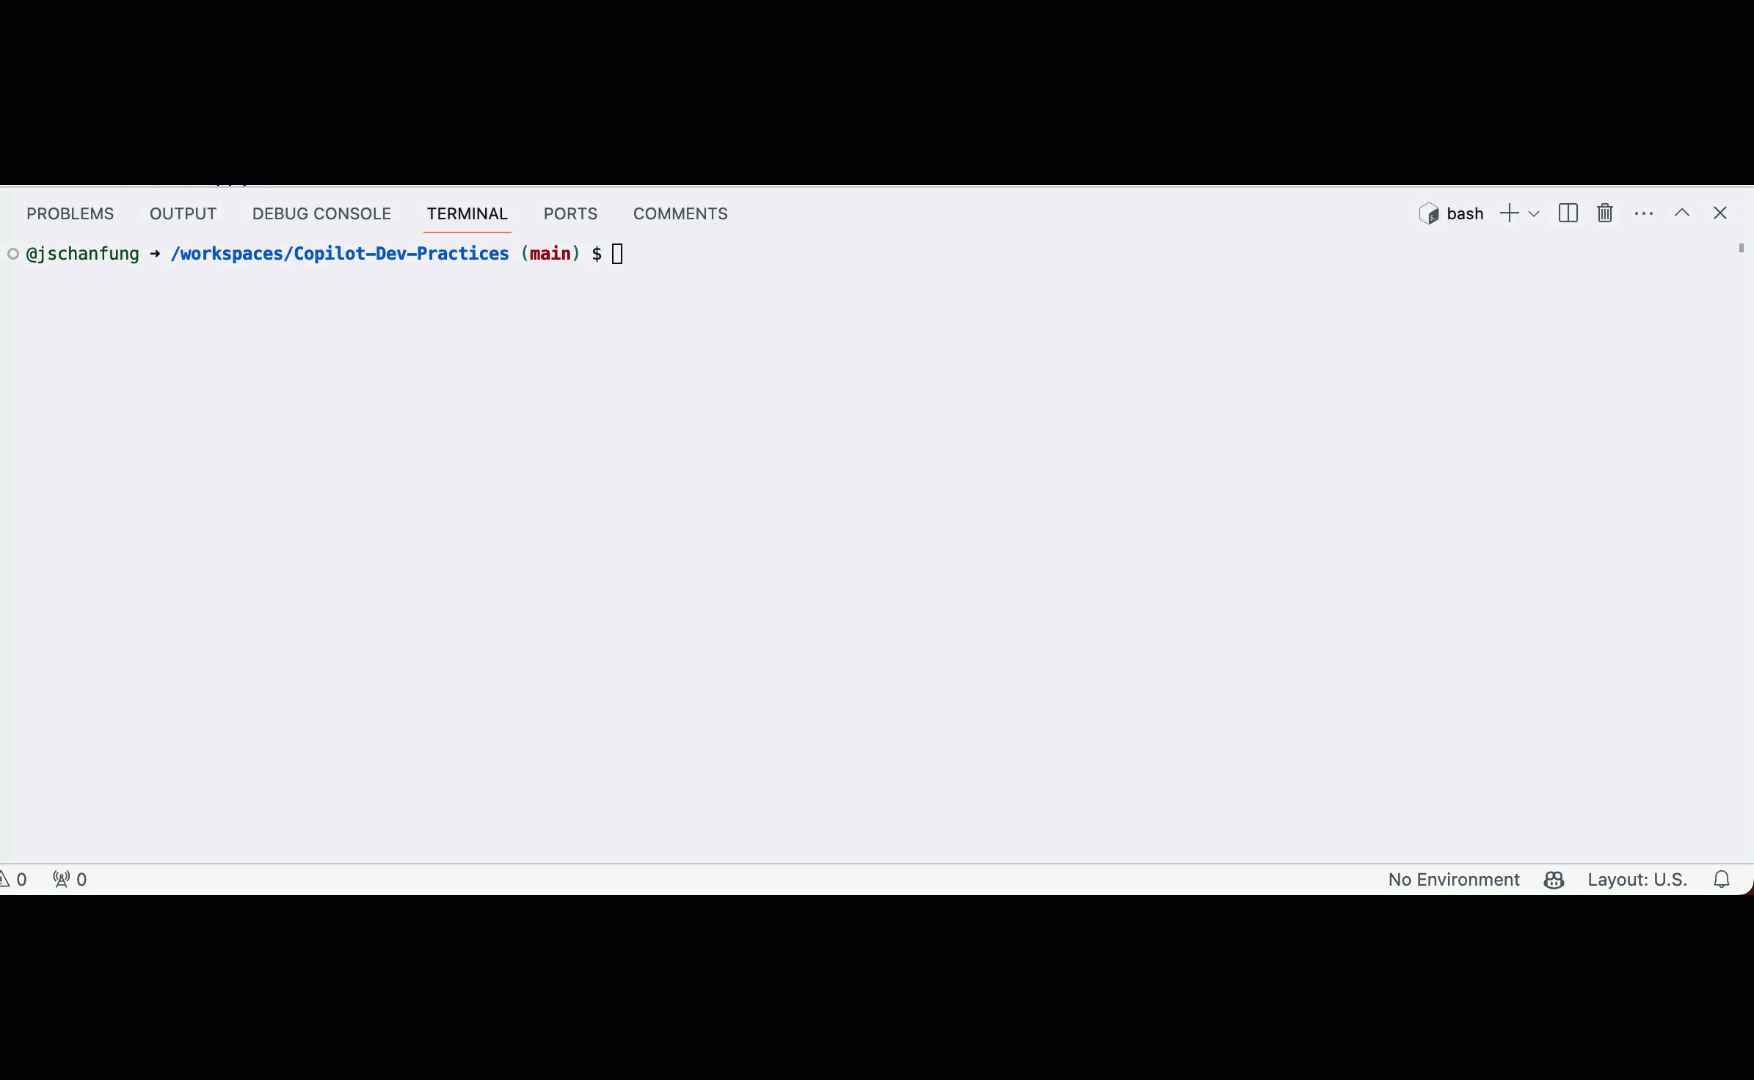 PROBLEMS OUTPUT DEBUG CONSOLE TERMINAL PORTS COMMENTS bash
@jschanfung ➜ /workspaces/Copilot-Dev-Practices (main) $
0 0 No Environment Layout: U.S.